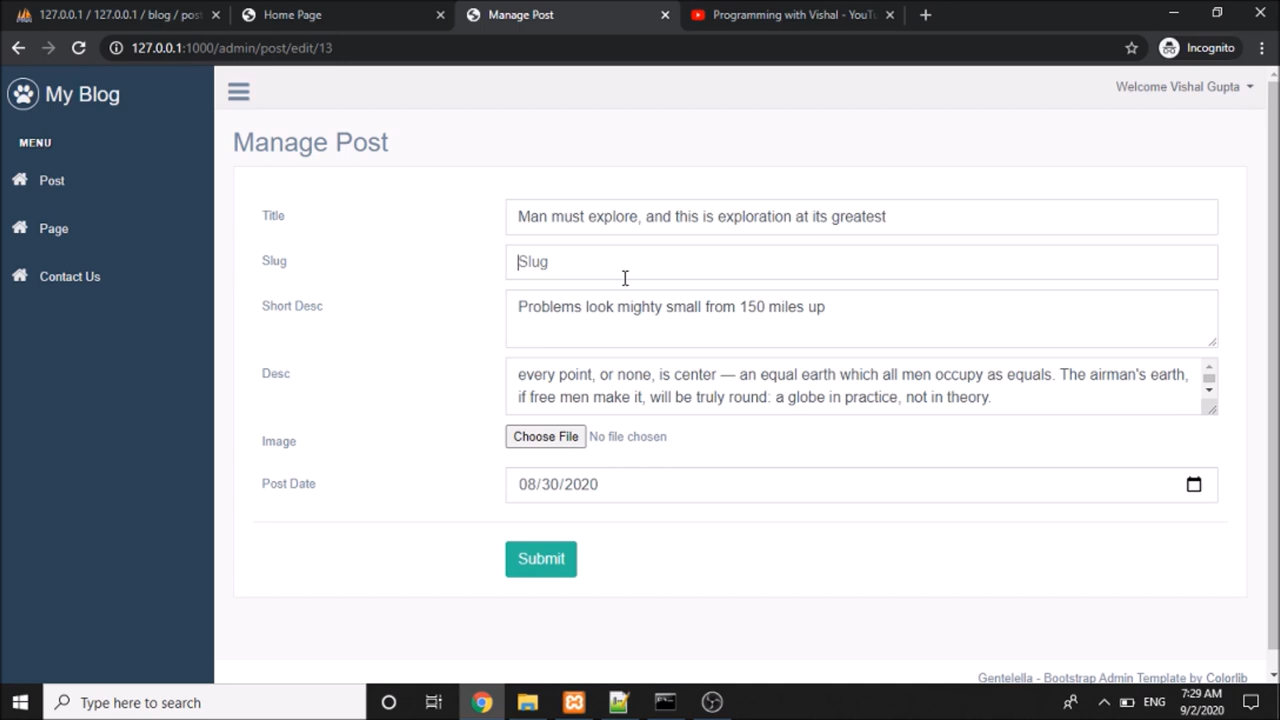 127.0.0.1 / 127.0.0.1 / blog / post
Home Page
Manage Post
Programming with Vishal - YouTu
127.0.0.1:1000/admin/post/edit/13
Incognito
My Blog
Welcome Vishal Gupta
MENU
Manage Post
Post
Page
Contact Us
Title
Man must explore, and this is exploration at its greatest
Slug
Slug
Short Desc
Problems look mighty small from 150 miles up
Desc
every point, or none, is center — an equal earth which all men occupy as equals. The airman's earth,
if free men make it, will be truly round: a globe in practice, not in theory.
Image
Choose File No file chosen
Post Date
08/30/2020
Submit
Gentelella - Bootstrap Admin Template by Colorlib
Type here to search
ENG
7:29 AM
9/2/2020